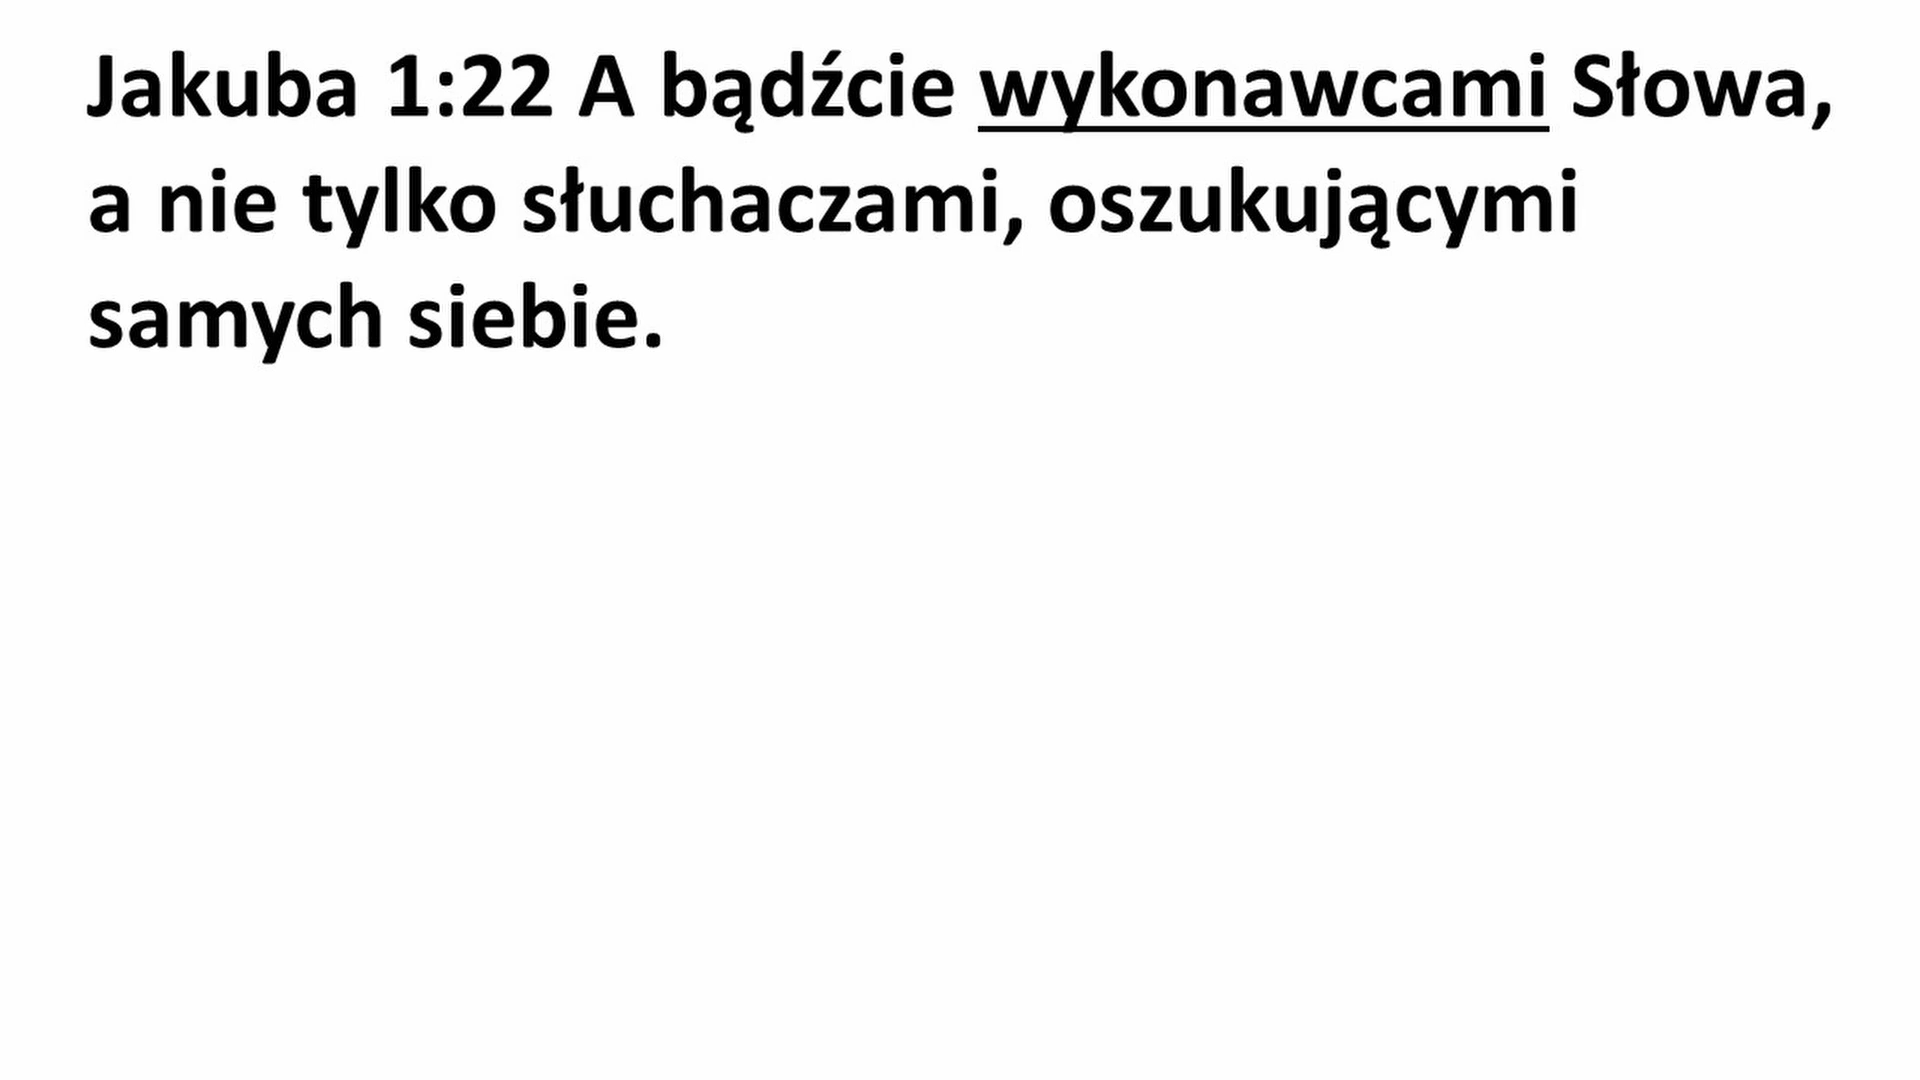 Jakuba 1:22 A bądźcie wykonawcami Słowa,
a nie tylko słuchaczami, oszukującymi
samych siebie.